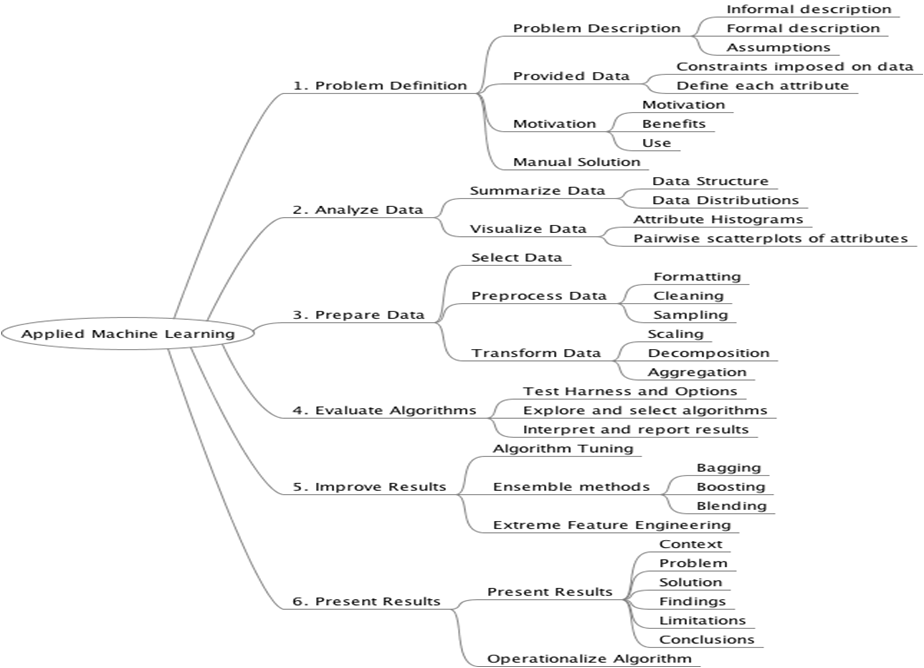 Applied Machine Learning
1. Problem Definition
Problem Description
Informal description
Formal description
Assumptions
Provided Data
Constraints imposed on data
Define each attribute
Motivation
Motivation
Benefits
Use
Manual Solution
2. Analyze Data
Summarize Data
Data Structure
Data Distributions
Visualize Data
Attribute Histograms
Pairwise scatterplots of attributes
3. Prepare Data
Select Data
Preprocess Data
Formatting
Cleaning
Sampling
Transform Data
Scaling
Decomposition
Aggregation
4. Evaluate Algorithms
Test Harness and Options
Explore and select algorithms
Interpret and report results
5. Improve Results
Algorithm Tuning
Ensemble methods
Bagging
Boosting
Blending
Extreme Feature Engineering
6. Present Results
Present Results
Context
Problem
Solution
Findings
Limitations
Conclusions
Operationalize Algorithm